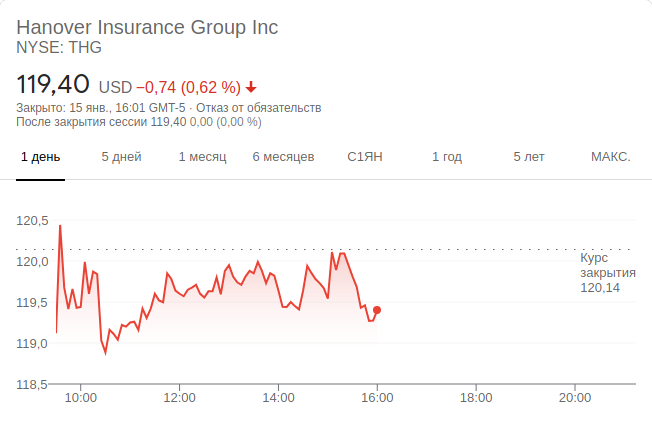 Hanover Insurance Group Inc
NYSE: THG
119,40 USD −0,74 (0,62 %)
Закрыто: 15 янв., 16:01 GMT-5 · Отказ от обязательств
После закрытия сессии 119,40 0,00 (0,00 %)
1 день 5 дней 1 месяц 6 месяцев С1ЯН 1 год 5 лет МАКС.
120,5
120,0
119,5
119,0
118,5
Курс
закрытия
120,14
10:00 12:00 14:00 16:00 18:00 20:00